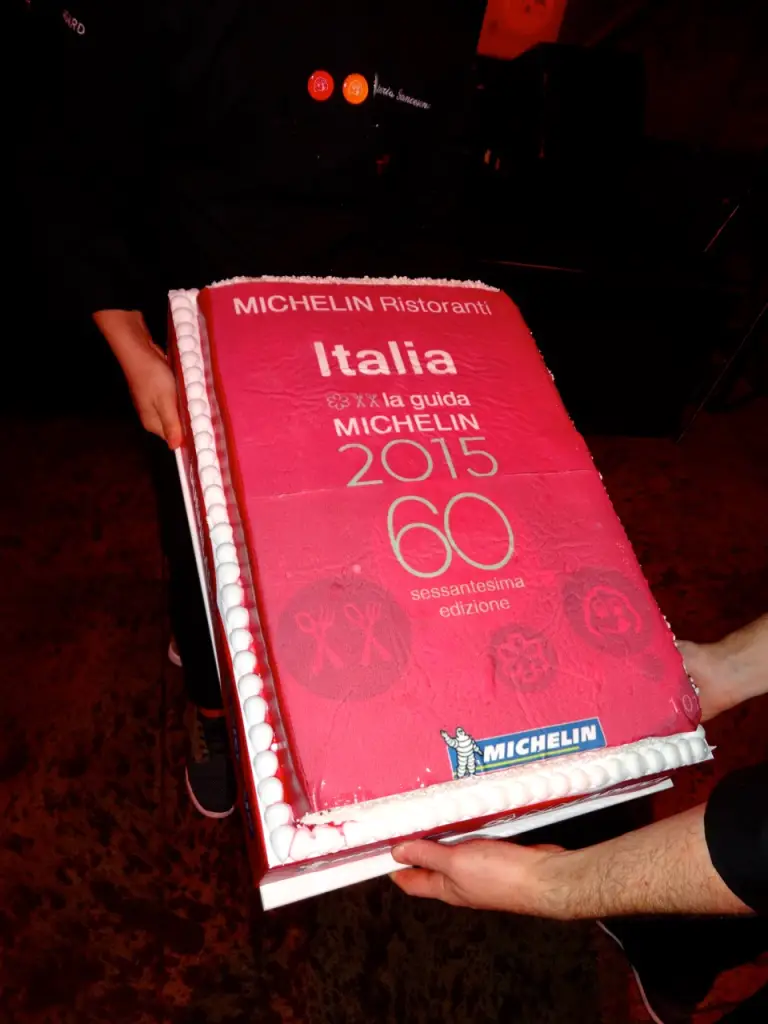 MICHELIN Ristoranti
Italia
la guida
MICHELIN
2015
60
sessantesima
edizione
MICHELIN